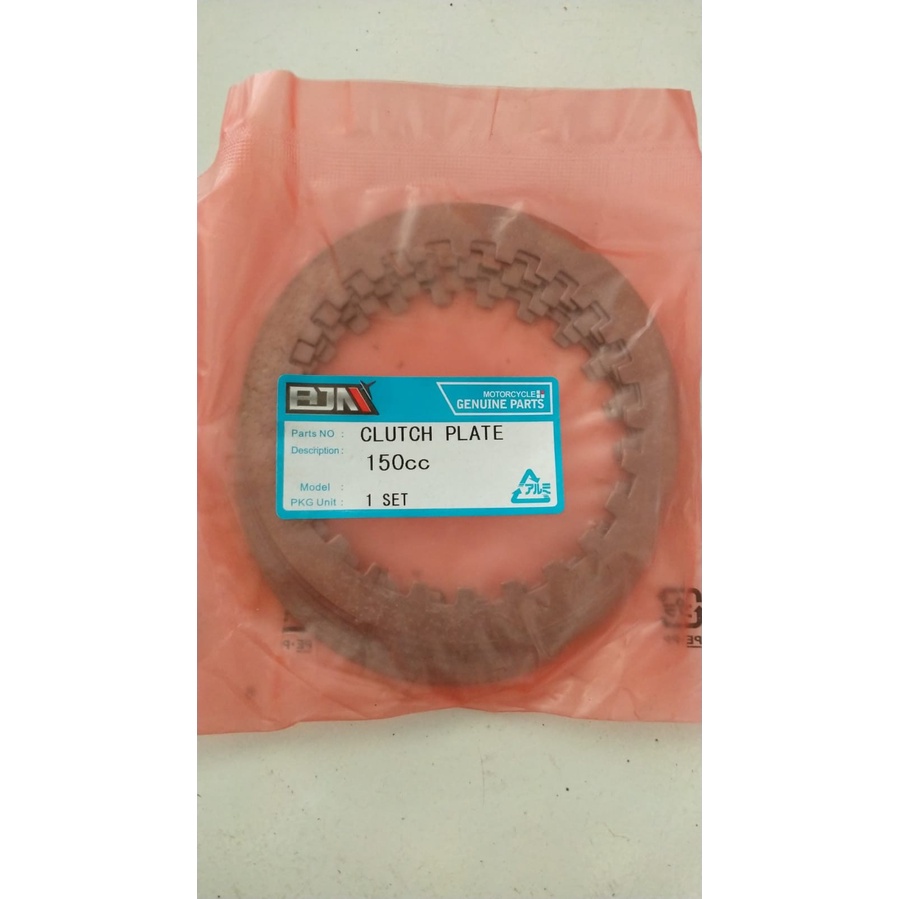 BJM
MOTORCYCLE
GENUINE PARTS
Parts NO. : CLUTCH PLATE
Description : 150cc
Model :
PKG Unit : 1 SET
アルミ